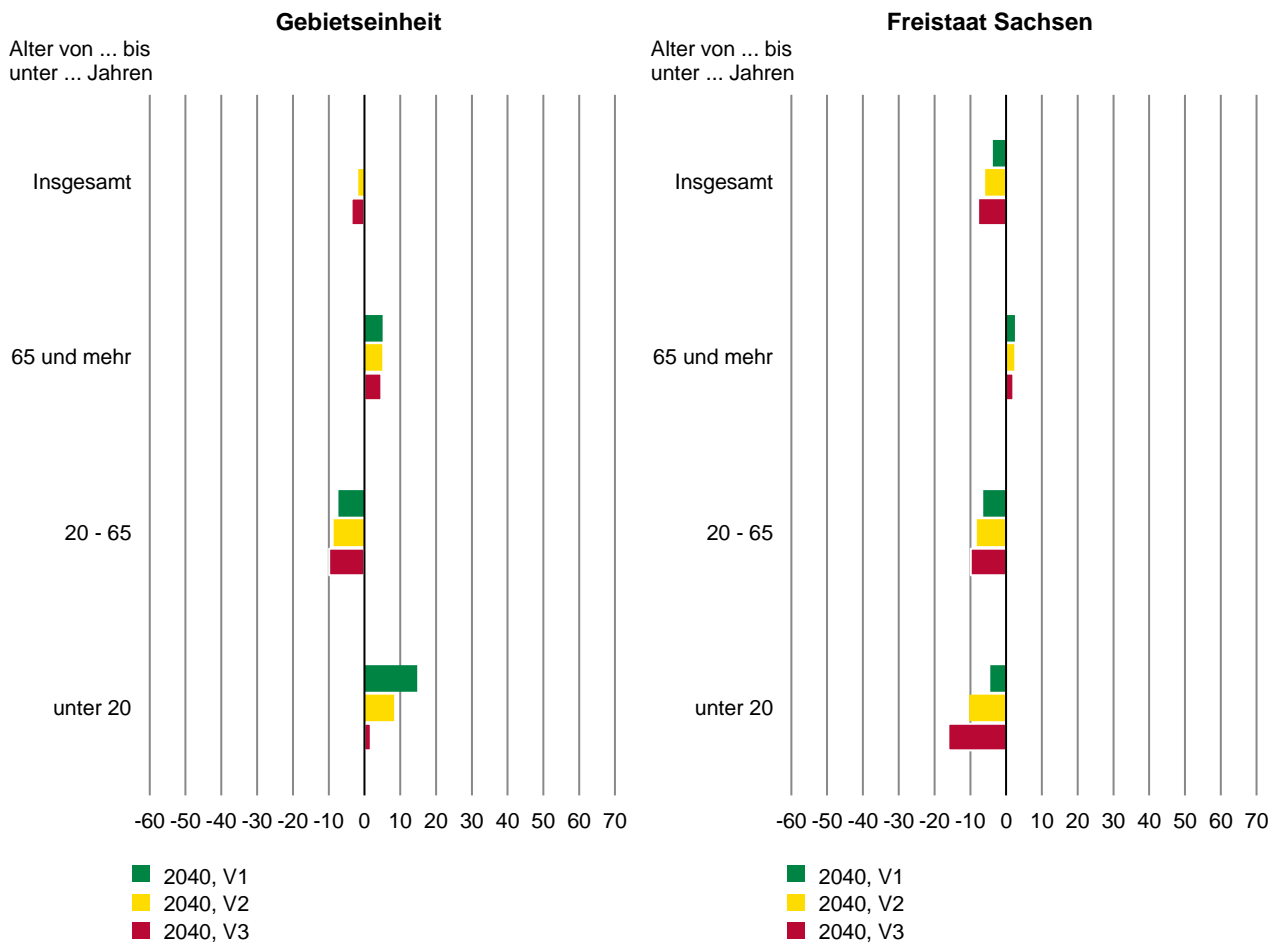 Gebietseinheit
Alter von ... bis
unter ... Jahren
Insgesamt
65 und mehr
20 - 65
unter 20
-60 -50 -40 -30 -20 -10 0 10 20 30 40 50 60 70
2040, V1
2040, V2
2040, V3
Freistaat Sachsen
Alter von ... bis
unter ... Jahren
Insgesamt
65 und mehr
20 - 65
unter 20
-60 -50 -40 -30 -20 -10 0 10 20 30 40 50 60 70
2040, V1
2040, V2
2040, V3